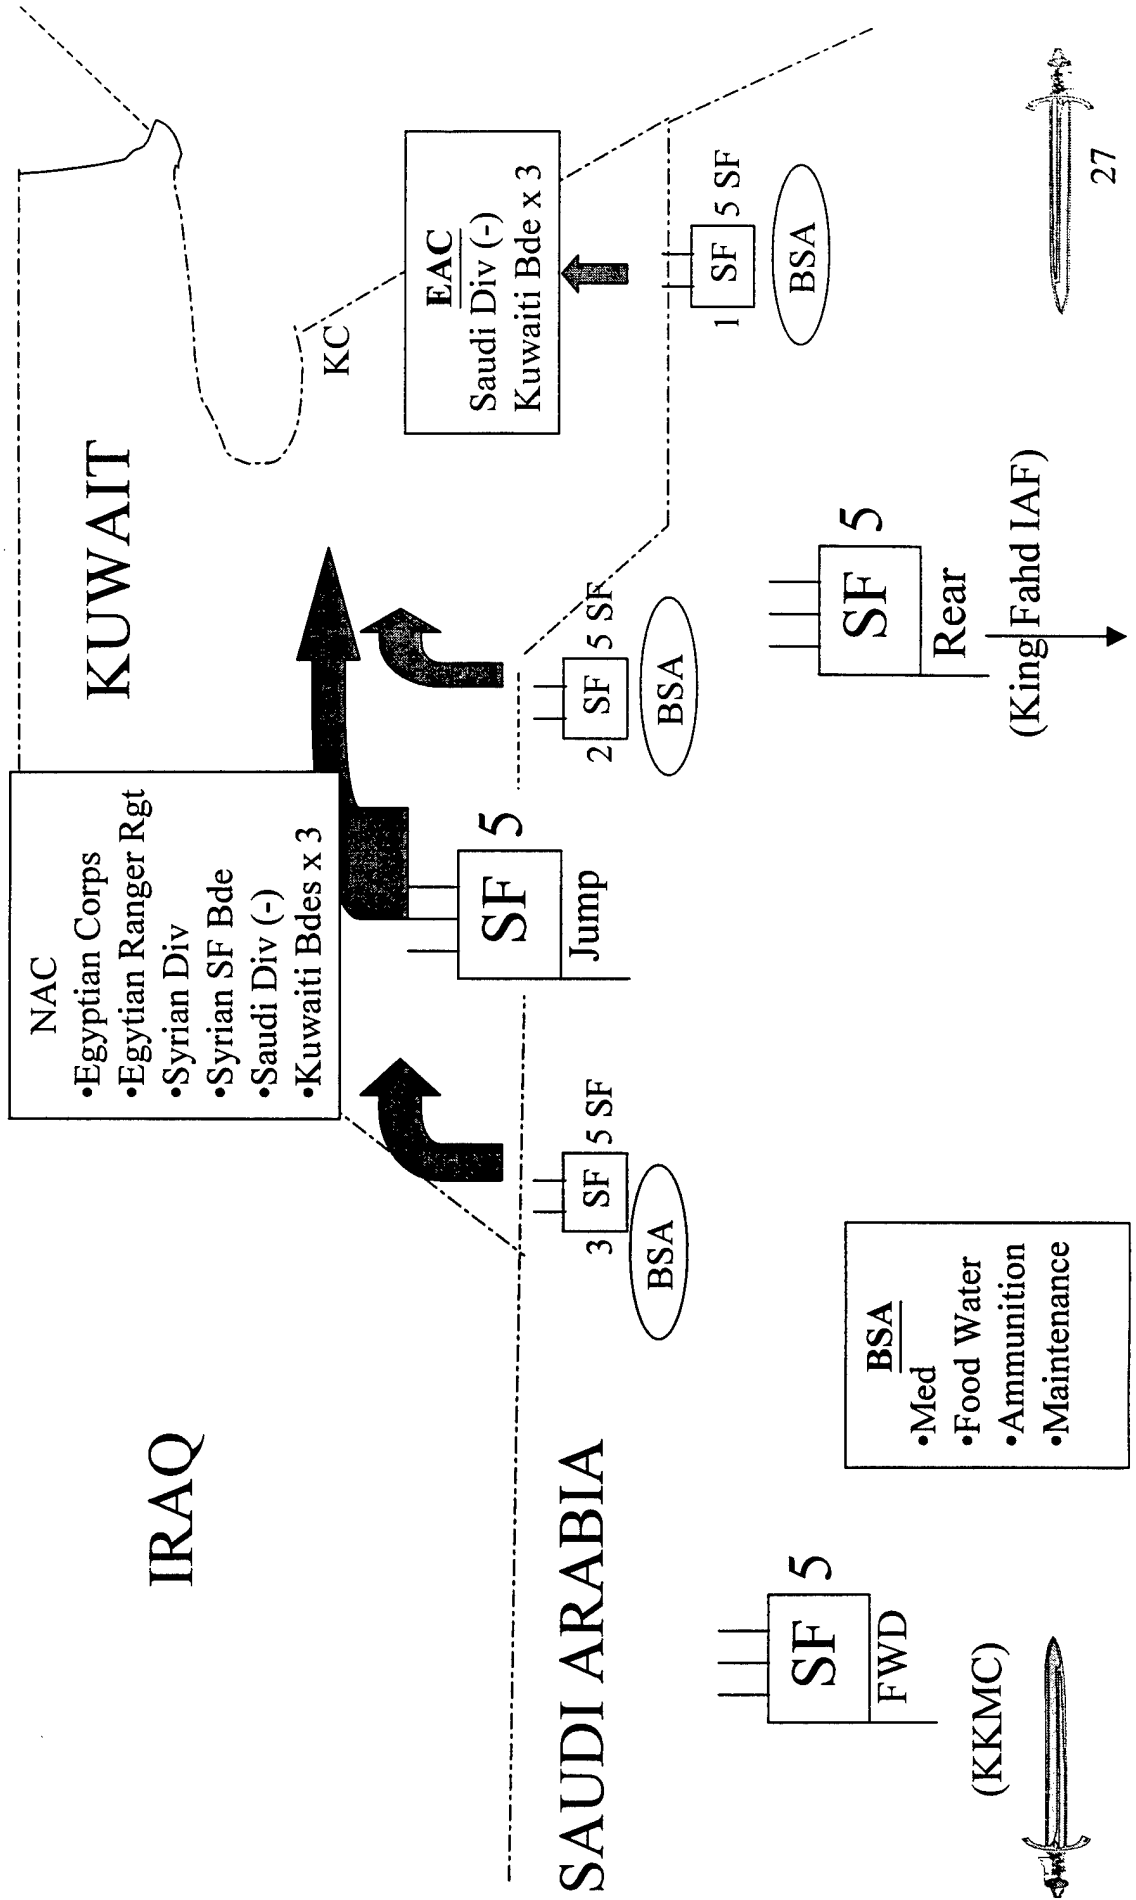 IRAQ
KUWAIT
NAC
•Egyptian Corps
•Egytian Ranger Rgt
•Syrian Div
•Syrian SF Bde
•Saudi Div (-)
•Kuwaiti Bdes x 3
KC
EAC
Saudi Div (-)
Kuwaiti Bde x 3
SAUDI ARABIA
3 SF 5 SF
BSA
SF 5
Jump
2 SF 5 SF
BSA
1 SF 5 SF
BSA
SF 5
FWD
(KKMC)
BSA
•Med
•Food Water
•Ammunition
•Maintenance
SF 5
Rear
(King Fahd IAF)
27